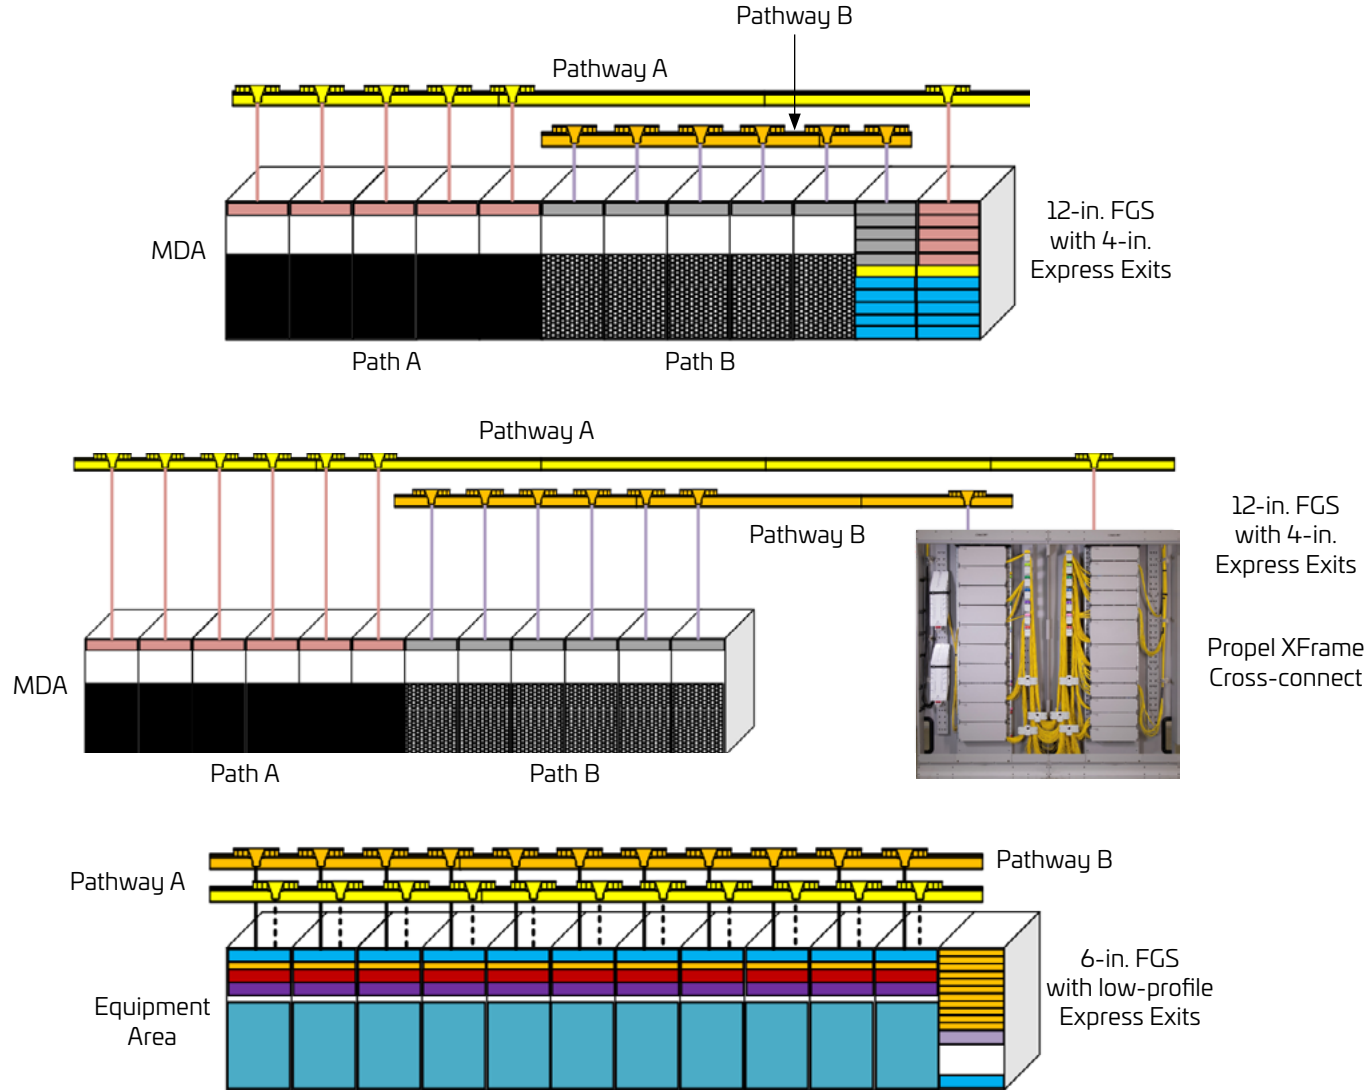 Pathway B
Pathway A
12-in. FGS
with 4-in.
Express Exits
MDA
Path A
Path B
Pathway A
12-in. FGS
with 4-in.
Express Exits
Pathway B
Propel XFrame
Cross-connect
MDA
Path A
Path B
Pathway B
Pathway A
6-in. FGS
with low-profile
Express Exits
Equipment
Area